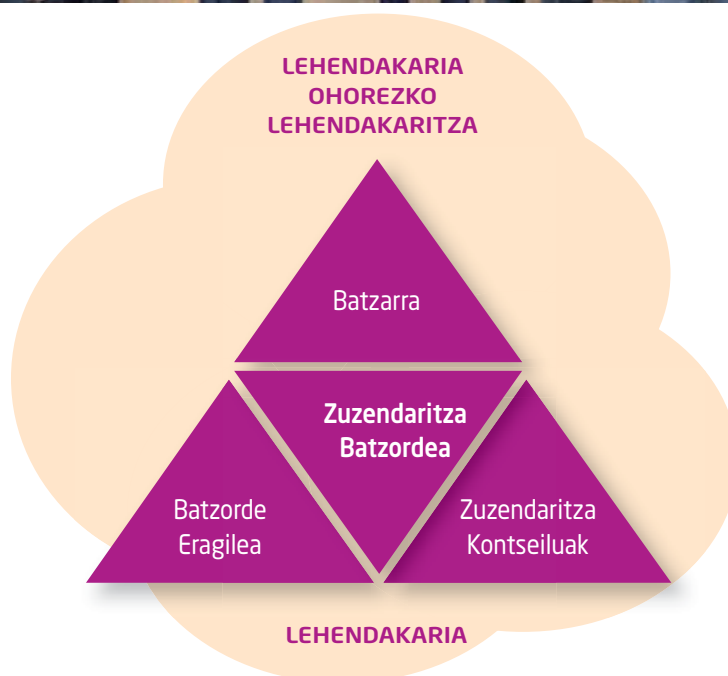 LEHENDAKARIA
OHOREZKO
LEHENDAKARITZA
Batzarra
Zuzendaritza
Batzordea
Batzorde
Eragilea
Zuzendaritza
Kontseiluak
LEHENDAKARIA